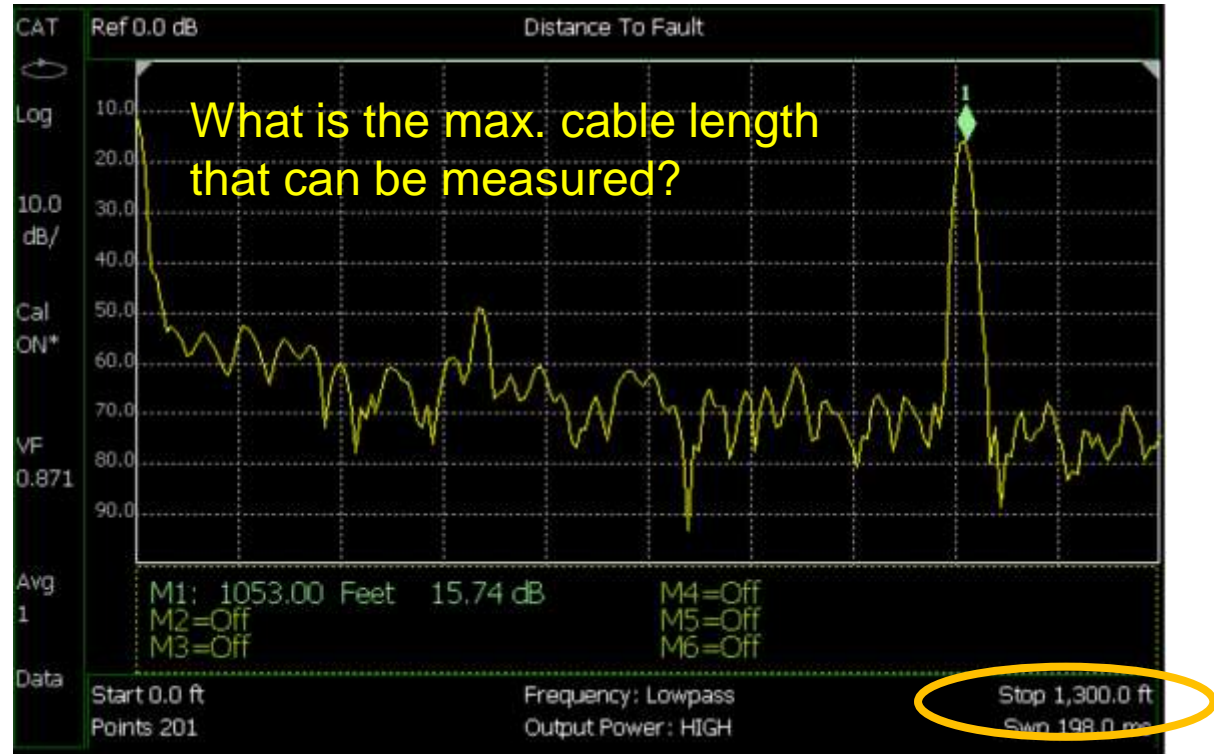 CAT
Ref 0.0 dB
Distance To Fault
Log
10.0
dB/
Cal
ON*
VF
0.871
Avg
1
Data
10.0
20.0
30.0
40.0
50.0
60.0
70.0
80.0
90.0
What is the max. cable length
that can be measured?
1
M1: 1053.00 Feet 15.74 dB
M2=Off
M3=Off
M4=Off
M5=Off
M6=Off
Start 0.0 ft
Frequency: Lowpass
Stop 1,300.0 ft
Points 201
Output Power: HIGH
Swp 198.0 ms